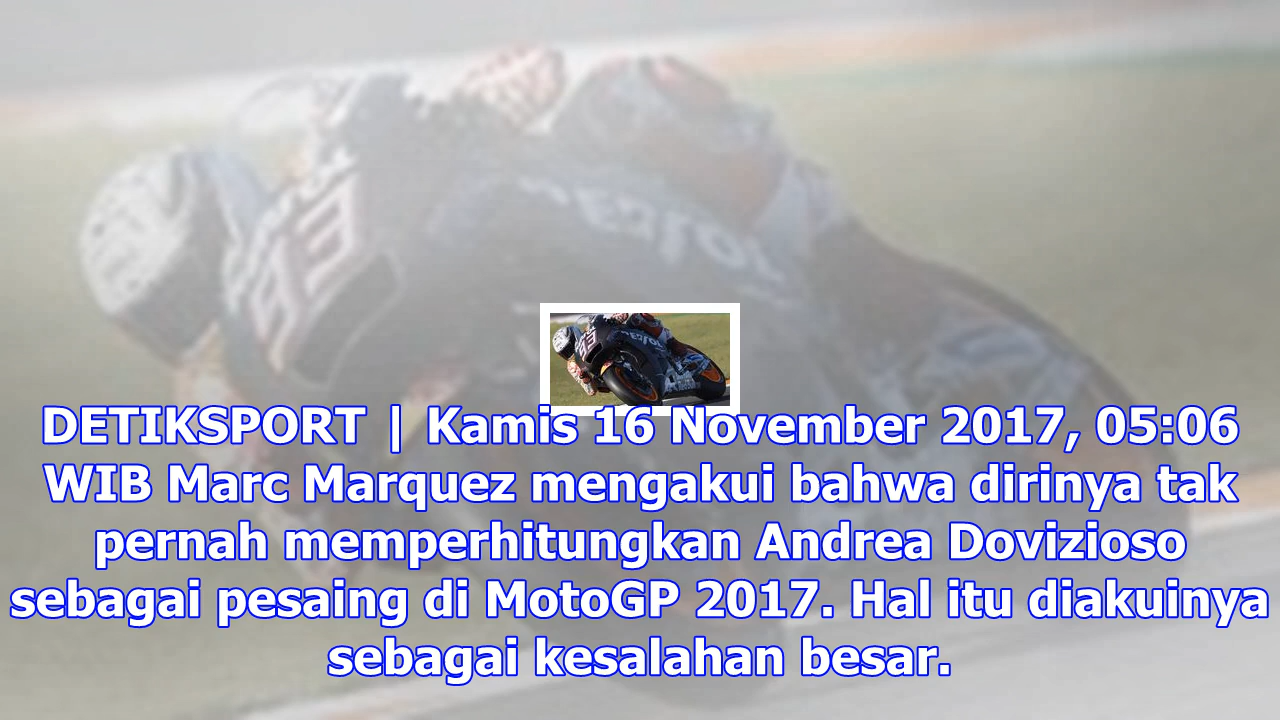 DETIKSPORT | Kamis 16 November 2017, 05:06
WIB Marc Marquez mengakui bahwa dirinya tak
pernah memperhitungkan Andrea Dovizioso
sebagai pesaing di MotoGP 2017. Hal itu diakuinya
sebagai kesalahan besar.
93